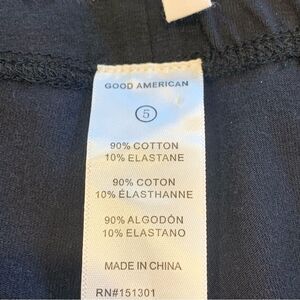 GOOD AMERICAN
5
90% COTTON
10% ELASTANE
90% COTON
10% ÉLASTHANNE
90% ALGODÓN
10% ELASTANO
MADE IN CHINA
RN#151301